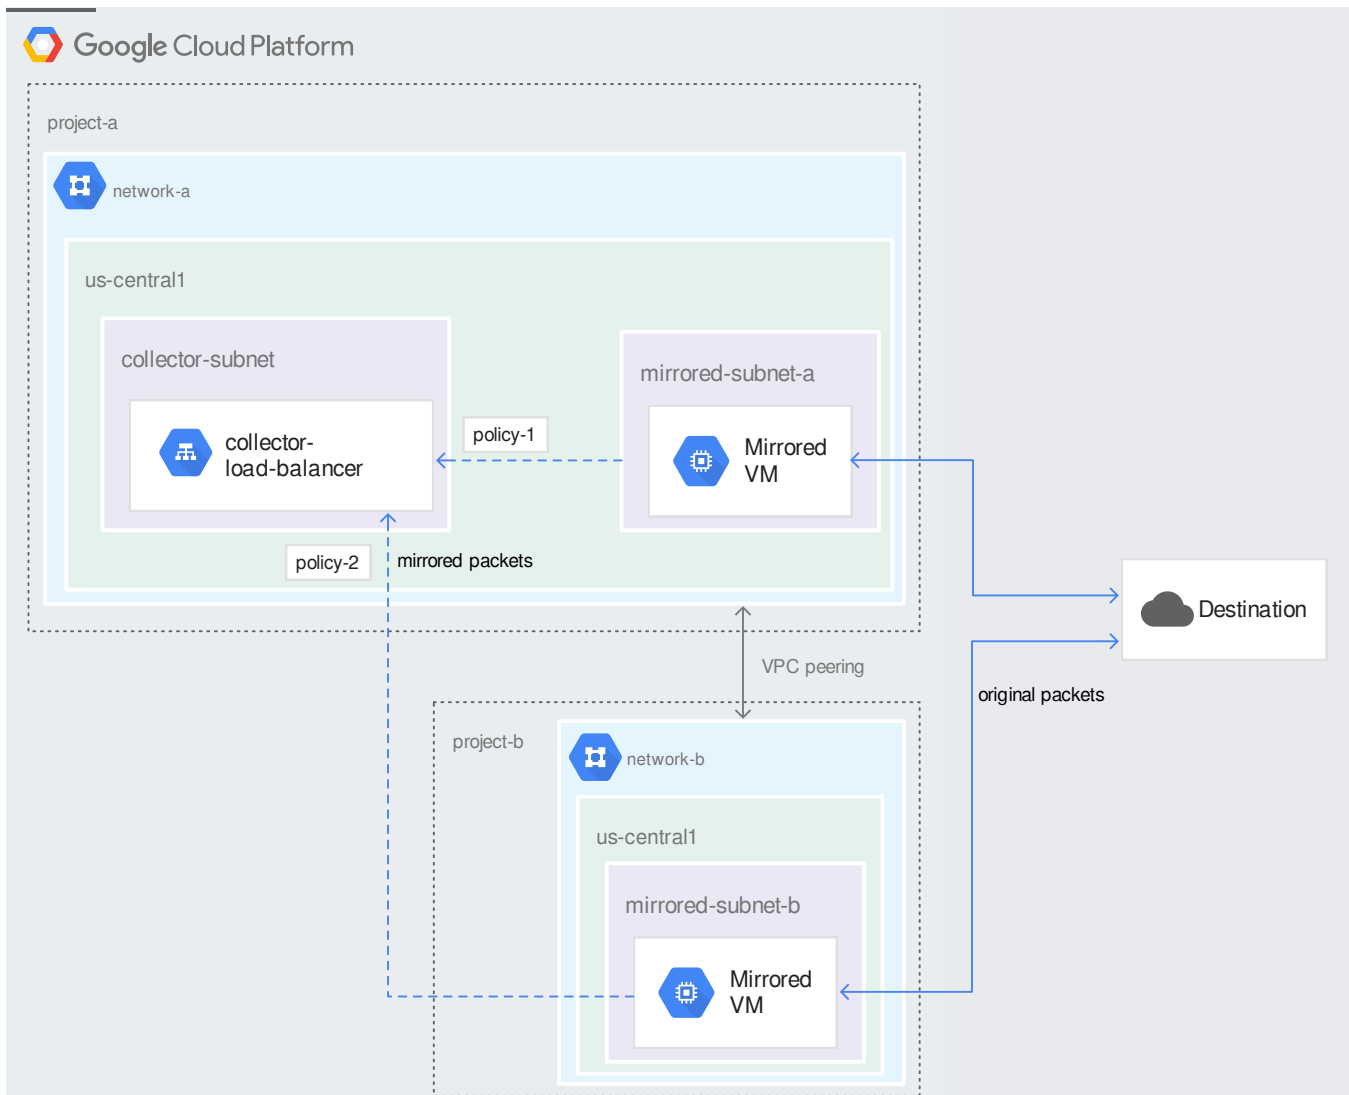 Google Cloud Platform
project-a
network-a
us-central1
collector-subnet
mirrored-subnet-a
collector-
load-balancer
policy-1
Mirrored
VM
policy-2
mirrored packets
Destination
VPC peering
original packets
project-b
network-b
us-central1
mirrored-subnet-b
Mirrored
VM